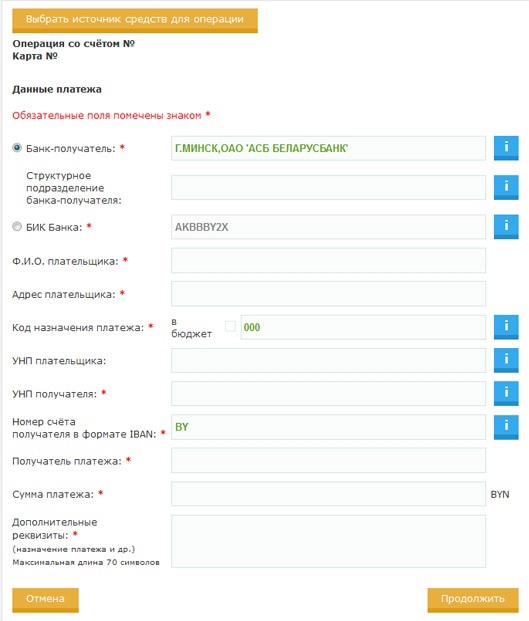 Выбрать источник средств для операции
Операция со счётом №
Карта №
Данные платежа
Обязательные поля помечены знаком *
Банк-получатель: * Г.МИНСК,ОАО 'АСБ БЕЛАРУСБАНК' i
Структурное
подразделение
банка-получателя: i
БИК Банка: * AKBBBY2X i
Ф.И.О. плательщика: *
Адрес плательщика: *
Код назначения платежа: * в
бюджет 000 i
УНП плательщика: i
УНП получателя: * i
Номер счёта
получателя в формате IBAN: * BY i
Получатель платежа: *
Сумма платежа: * BYN
Дополнительные
реквизиты: *
(назначение платежа и др.)
Максимальная длина 70 символов
Отмена Продолжить